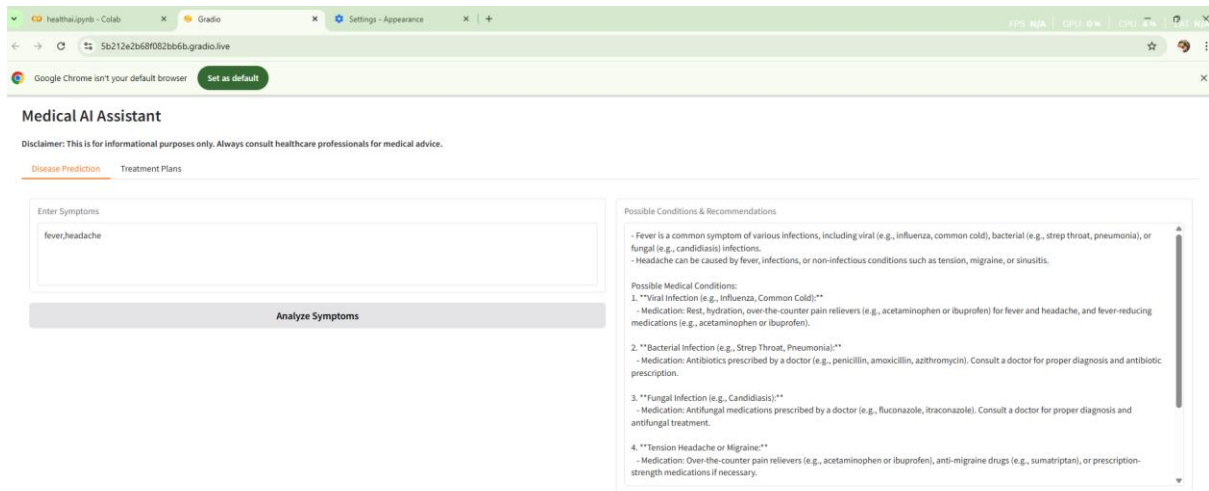 healthai.ipynb - Colab
Gradio
Settings - Appearance
FPS N/A GPU 0% CPU LAT N/A
5b212e2b68f082bb6b.gradio.live
Google Chrome isn't your default browser
Set as default
Medical AI Assistant
Disclaimer: This is for informational purposes only. Always consult healthcare professionals for medical advice.
Disease Prediction
Treatment Plans
Enter Symptoms
fever,headache
Analyze Symptoms
Possible Conditions & Recommendations
- Fever is a common symptom of various infections, including viral (e.g., influenza, common cold), bacterial (e.g., strep throat, pneumonia), or
fungal (e.g., candidiasis) infections.
- Headache can be caused by fever, infections, or non-infectious conditions such as tension, migraine, or sinusitis.
Possible Medical Conditions:
1. **Viral Infection (e.g., Influenza, Common Cold):**
- Medication: Rest, hydration, over-the-counter pain relievers (e.g., acetaminophen or ibuprofen) for fever and headache, and fever-reducing
medications (e.g., acetaminophen or ibuprofen).
2. **Bacterial Infection (e.g., Strep Throat, Pneumonia):**
- Medication: Antibiotics prescribed by a doctor (e.g., penicillin, amoxicillin, azithromycin). Consult a doctor for proper diagnosis and antibiotic
prescription.
3. **Fungal Infection (e.g., Candidiasis):**
- Medication: Antifungal medications prescribed by a doctor (e.g., fluconazole, itraconazole). Consult a doctor for proper diagnosis and
antifungal treatment.
4. **Tension Headache or Migraine:**
- Medication: Over-the-counter pain relievers (e.g., acetaminophen or ibuprofen), anti-migraine drugs (e.g., sumatriptan), or prescription-
strength medications if necessary.